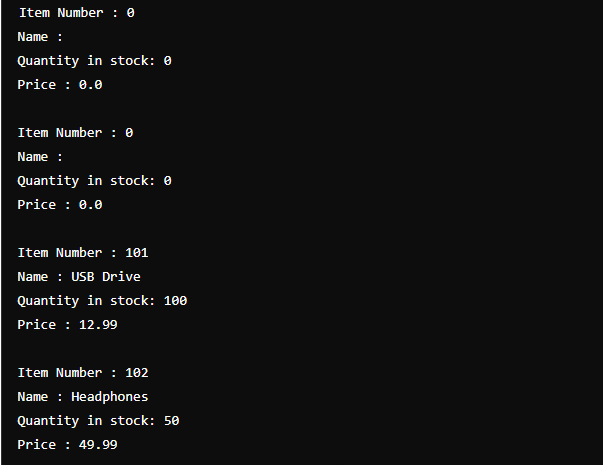 Item Number : 0
Name :
Quantity in stock: 0
Price : 0.0
Item Number : 0
Name :
Quantity in stock: 0
Price : 0.0
Item Number : 101
Name : USB Drive
Quantity in stock: 100
Price : 12.99
Item Number : 102
Name : Headphones
Quantity in stock: 50
Price : 49.99